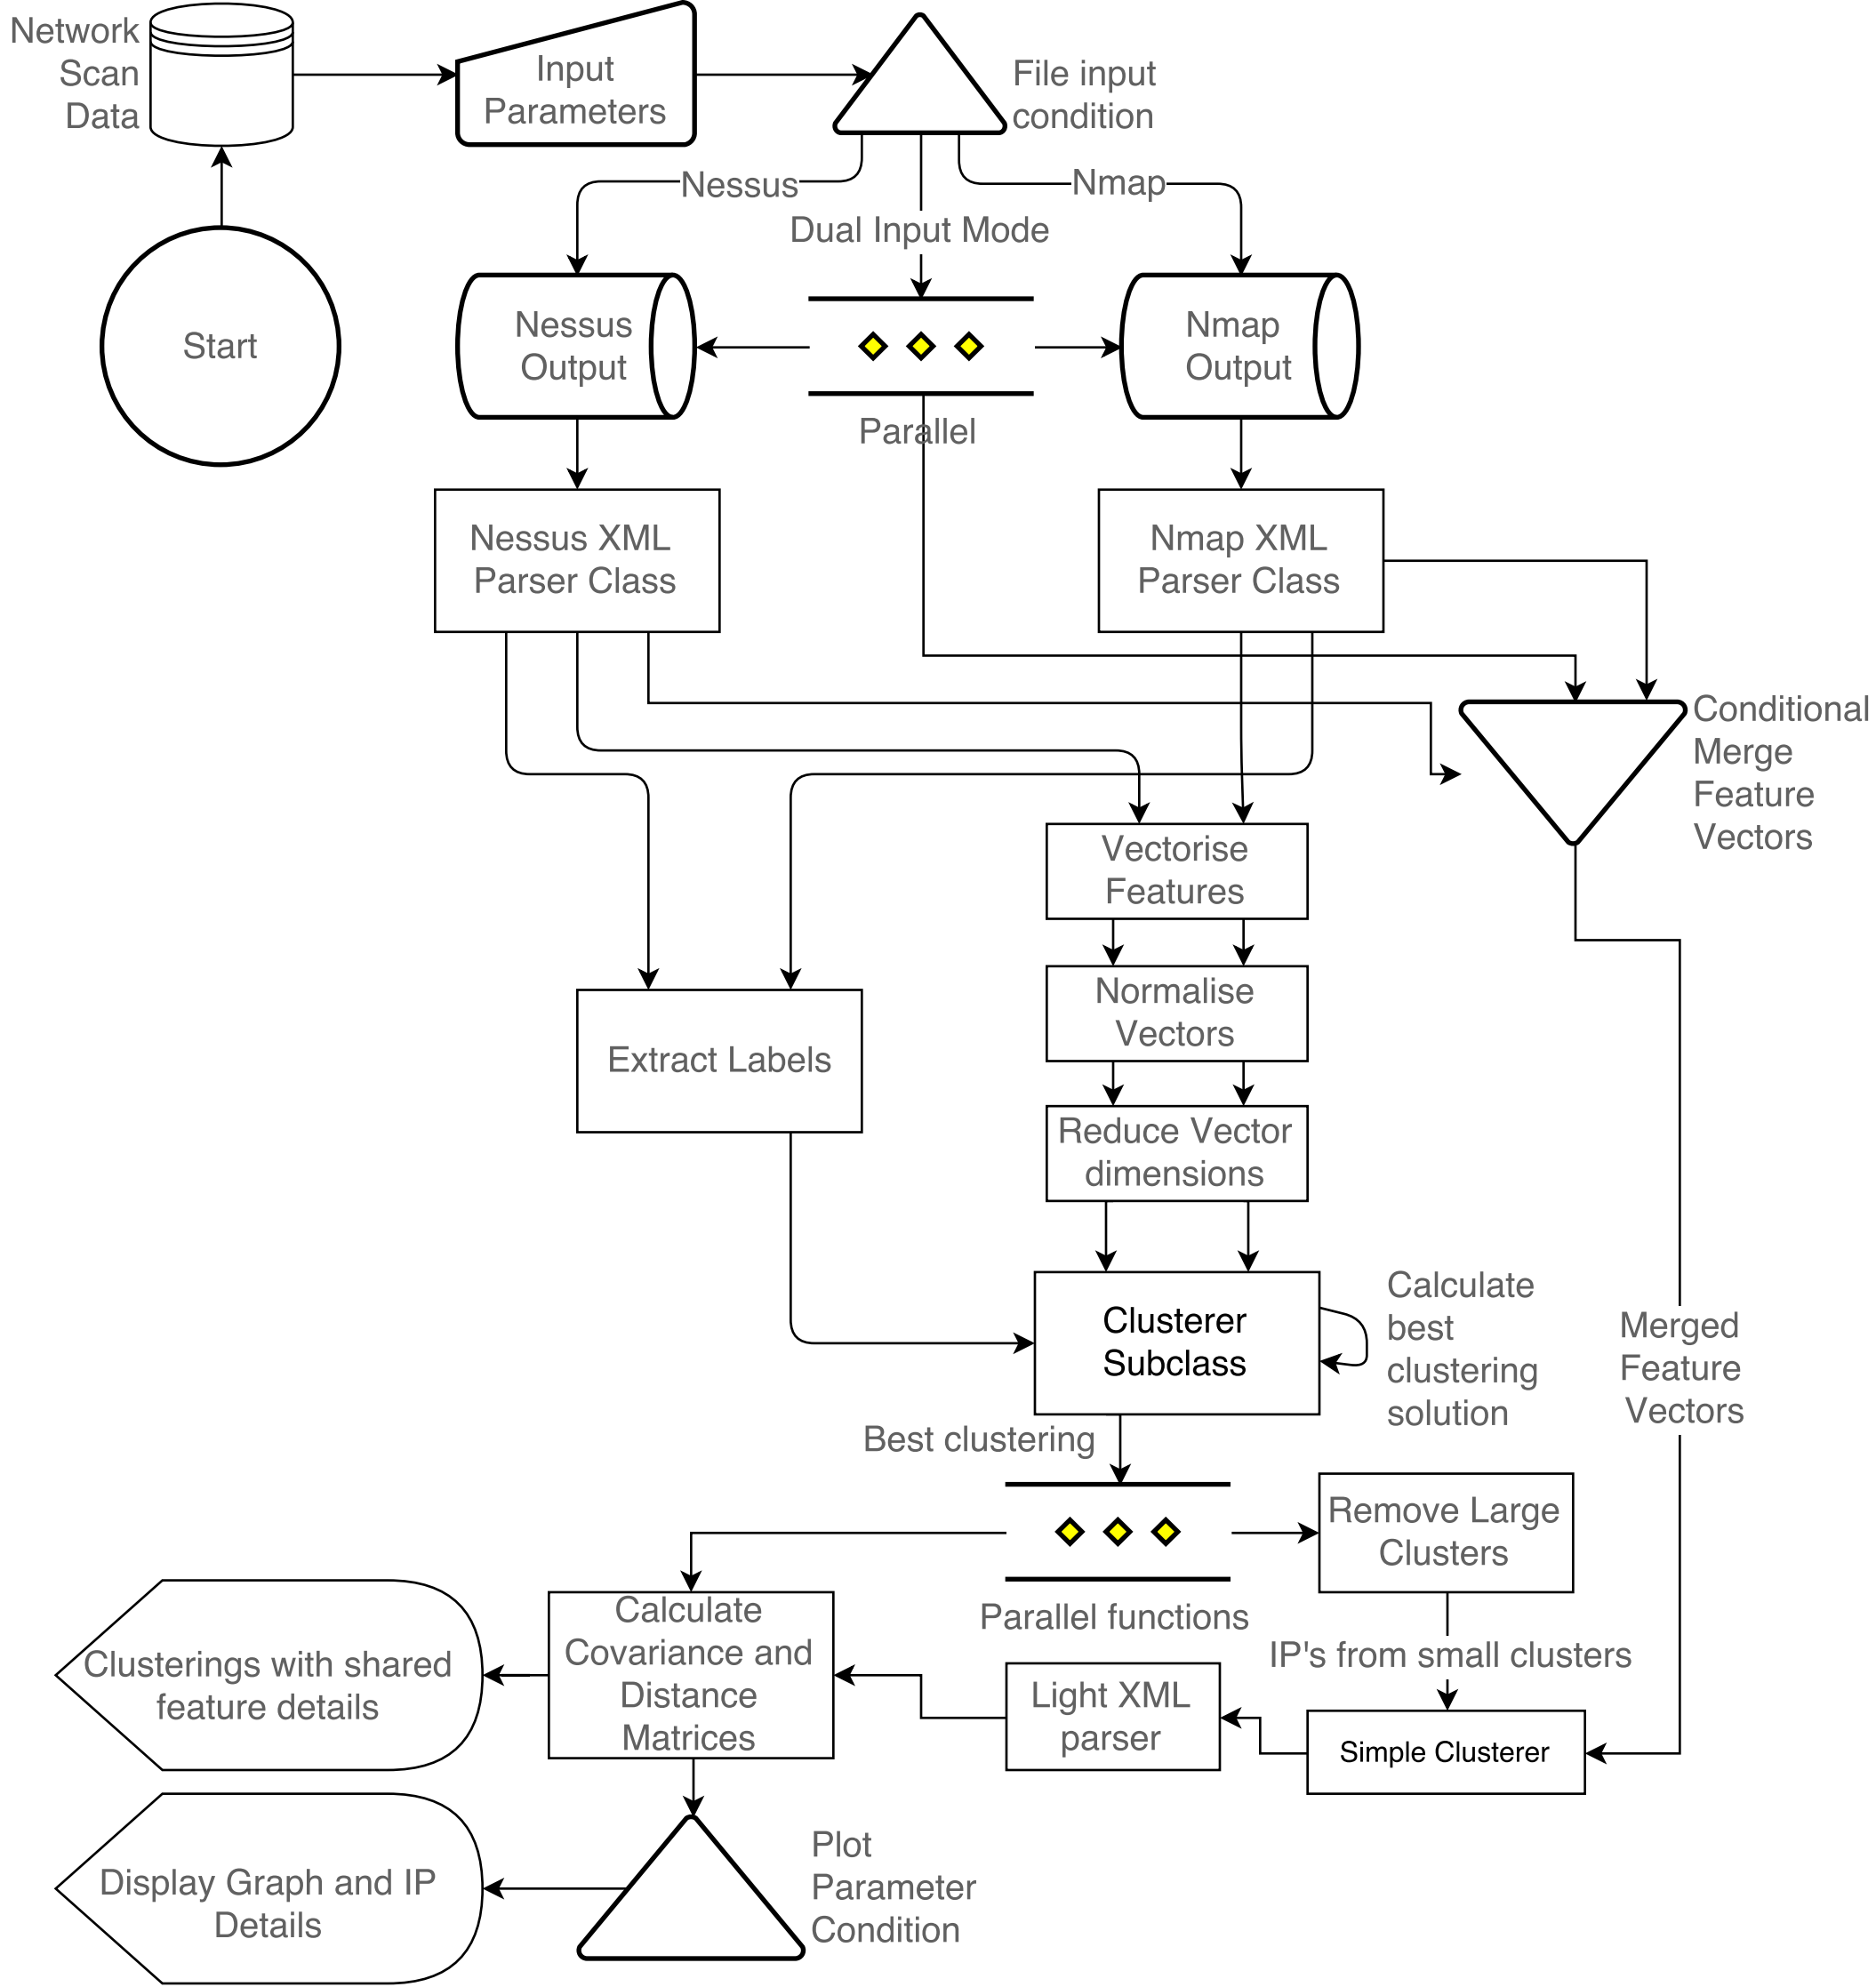 Network
Scan
Data
Input
Parameters
File input
condition
Nessus
Nmap
Dual Input Mode
Start
Nessus
Output
Nmap
Output
Parallel
Nessus XML
Parser Class
Nmap XML
Parser Class
Conditional
Merge
Feature
Vectors
Vectorise
Features
Normalise
Vectors
Extract Labels
Reduce Vector
dimensions
Clusterer
Subclass
Calculate
best
clustering
solution
Merged
Feature
Vectors
Best clustering
Remove Large
Clusters
Parallel functions
IP's from small clusters
Calculate
Covariance and
Distance
Matrices
Clusterings with shared
feature details
Light XML
parser
Simple Clusterer
Plot
Parameter
Condition
Display Graph and IP
Details